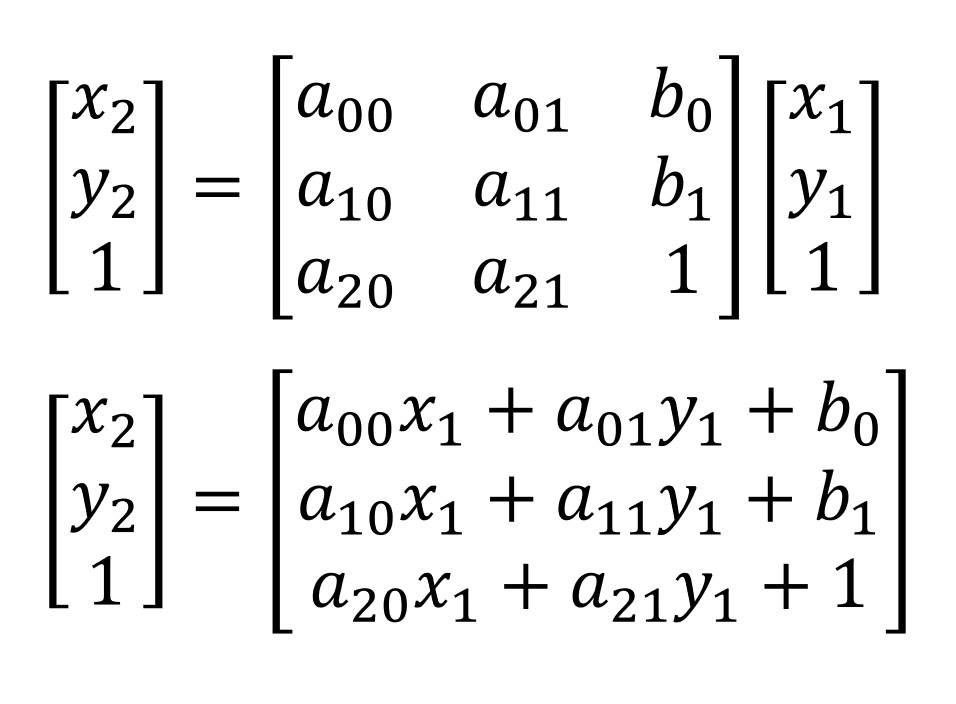 [x₂ y₂ 1] = [a₀₀ a₀₁ b₀; a₁₀ a₁₁ b₁; a₂₀ a₂₁ 1] [x₁ y₁ 1]
[x₂ y₂ 1] = [a₀₀x₁ + a₀₁y₁ + b₀; a₁₀x₁ + a₁₁y₁ + b₁; a₂₀x₁ + a₂₁y₁ + 1]